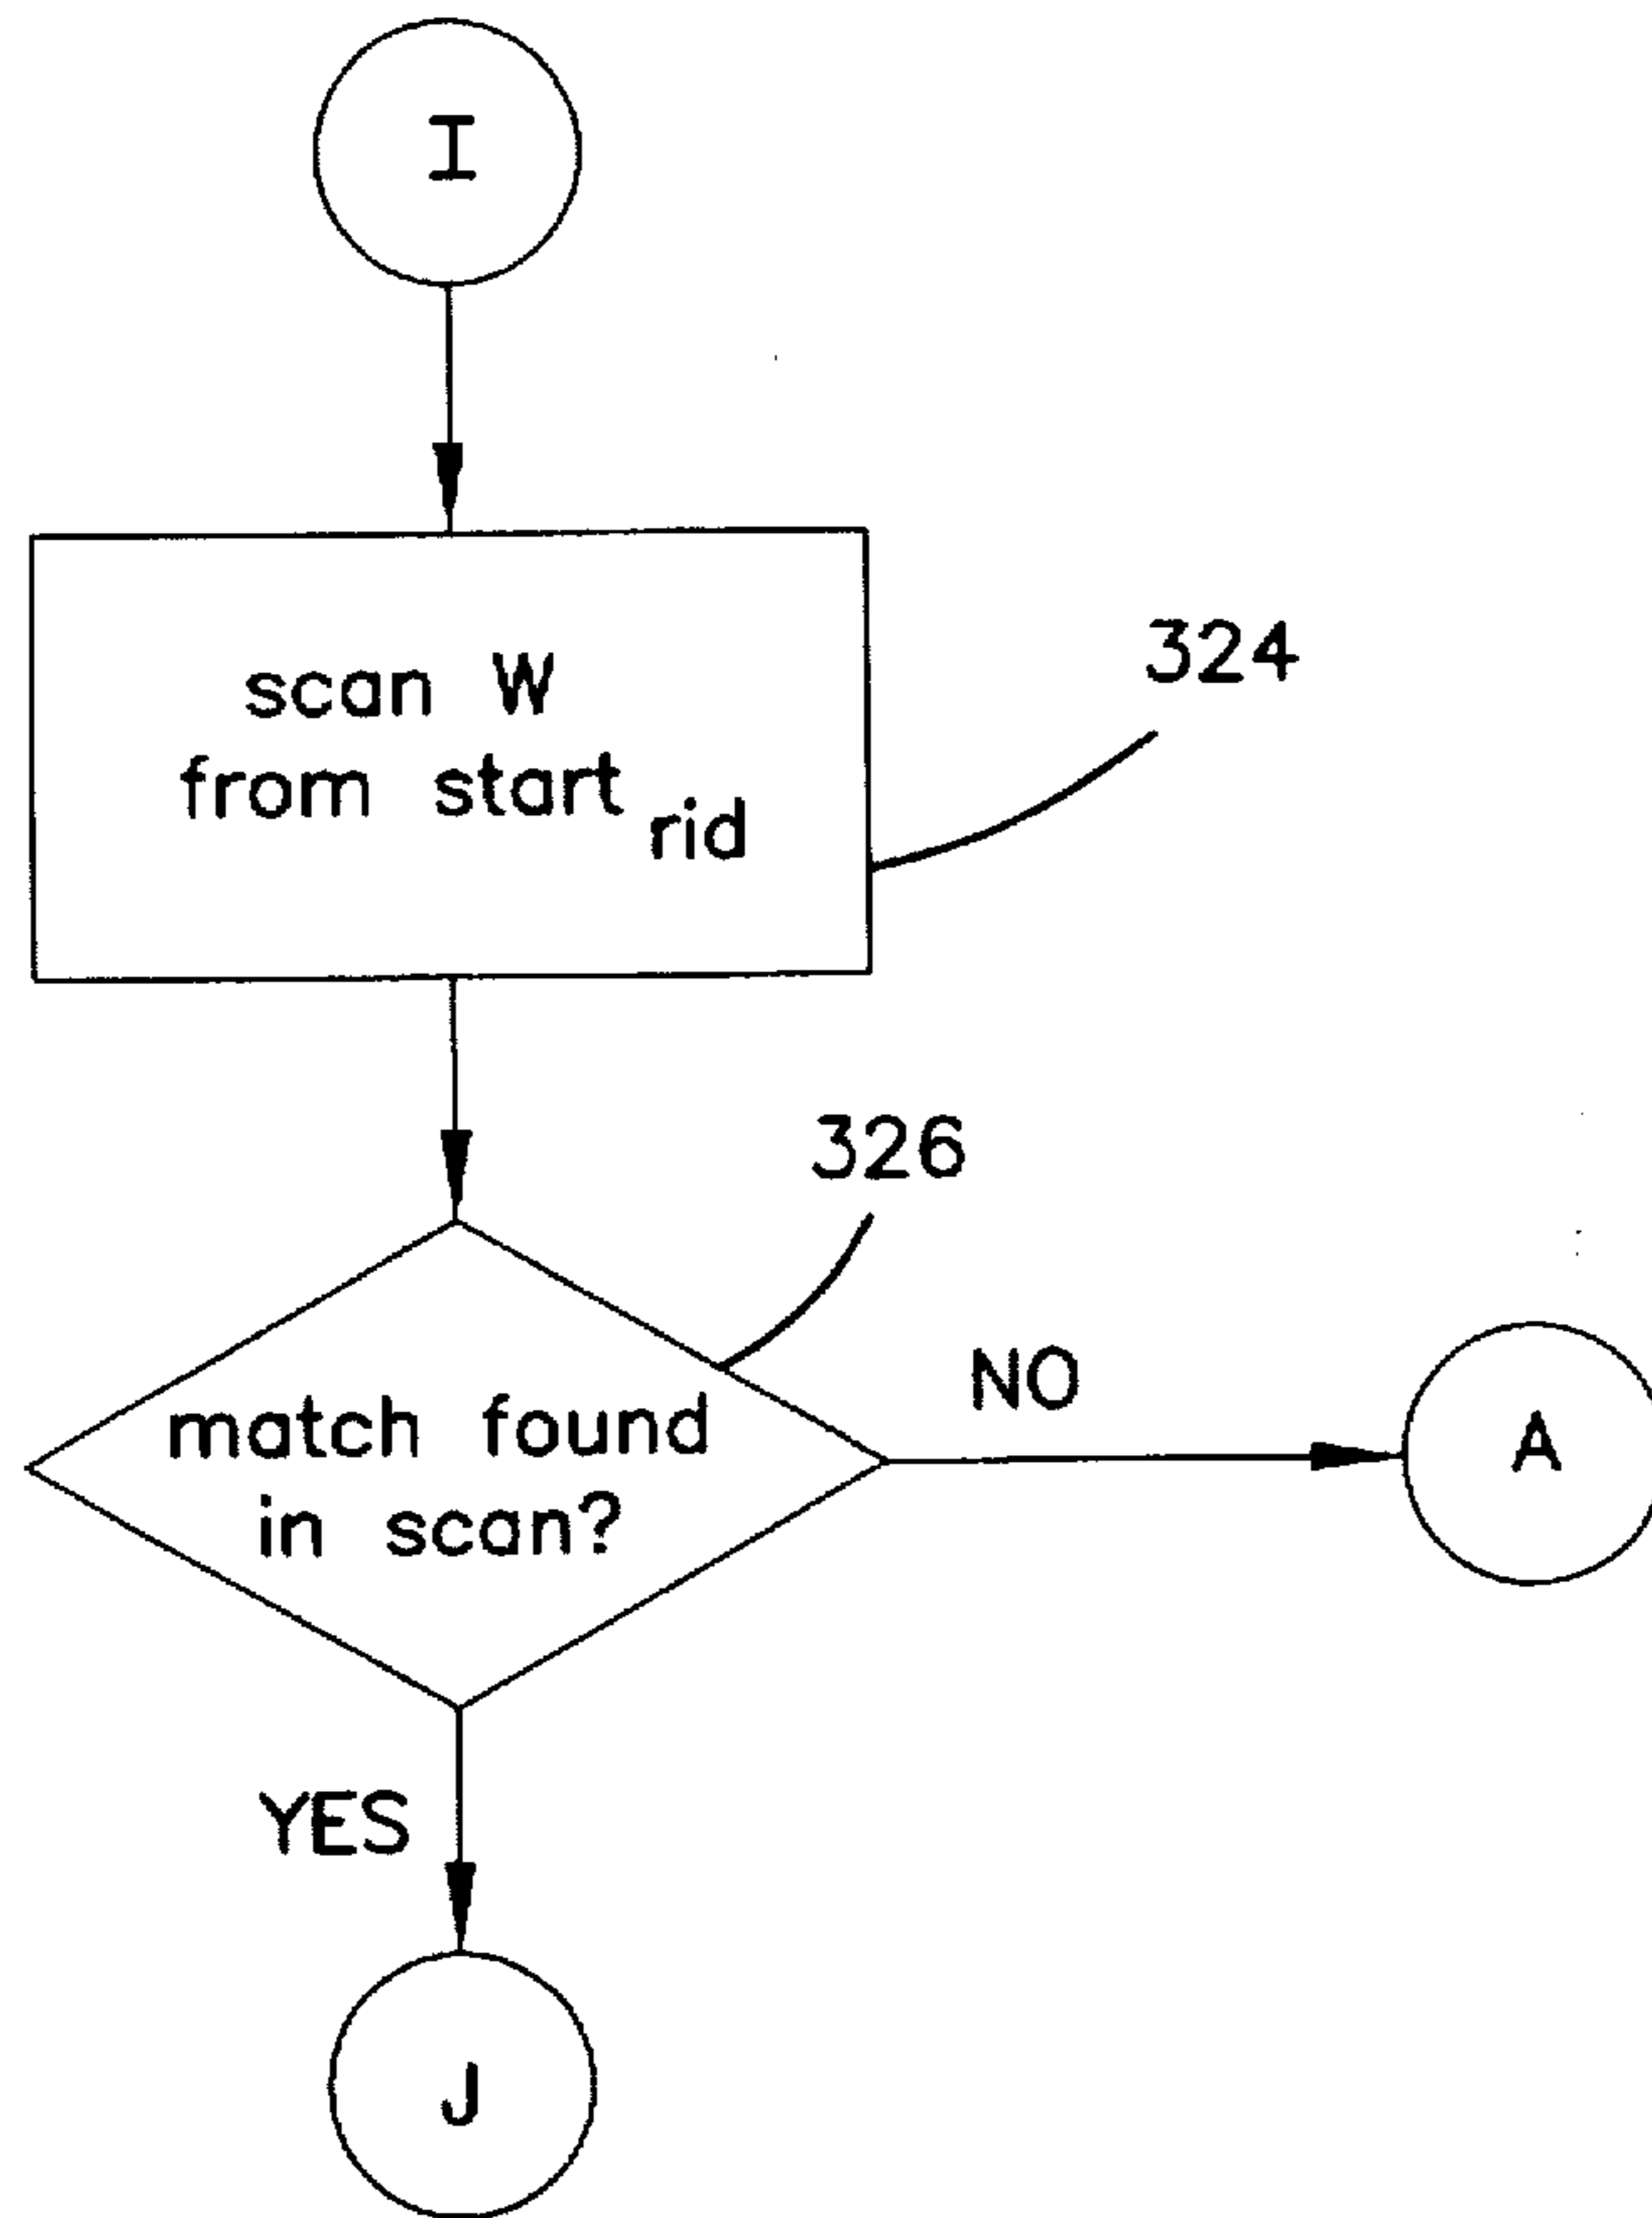 I
scan W
from start rid
324
326
match found
in scan?
NO
A
YES
J